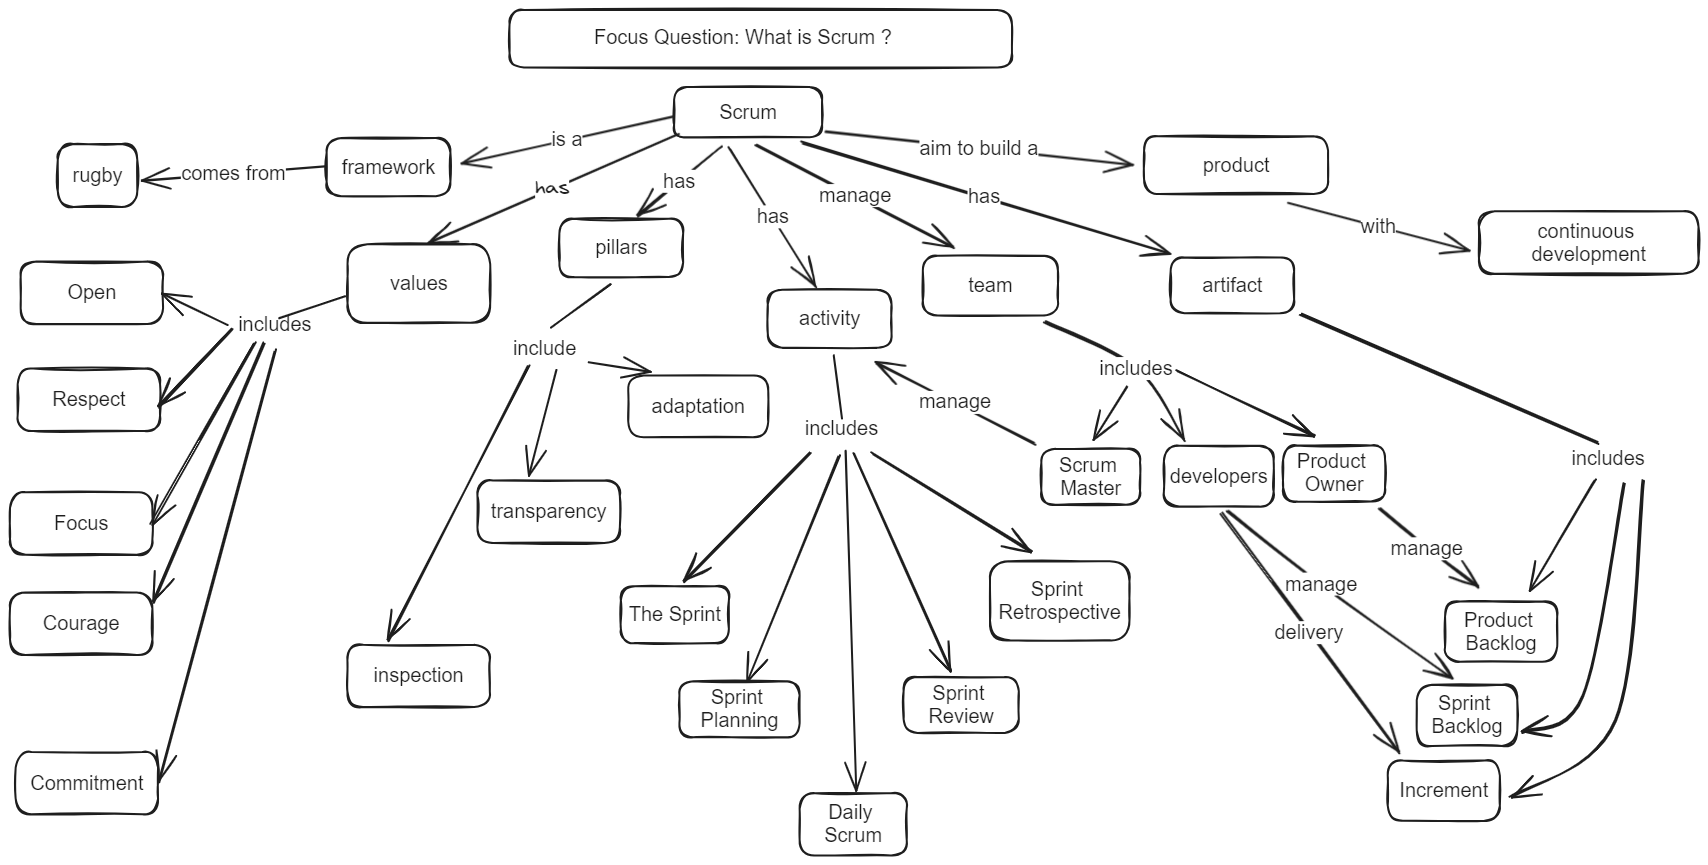 Focus Question: What is Scrum ?
Scrum
is a
framework
comes from
rugby
aim to build a
product
with
continuous
development
has
values
has
pillars
has
activity
manage
team
has
artifact
includes
Open
Respect
Focus
Courage
Commitment
include
adaptation
transparency
inspection
includes
The Sprint
Sprint
Planning
Daily
Scrum
Sprint
Review
Sprint
Retrospective
manage
includes
Scrum
Master
developers
Product
Owner
manage
manage
delivery
includes
Product
Backlog
Sprint
Backlog
Increment